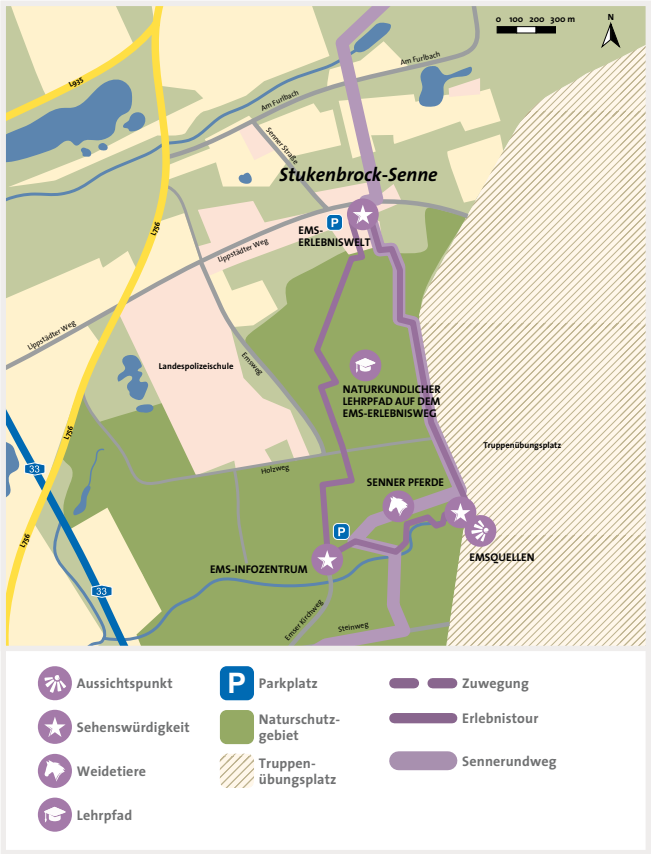 0 100 200 300 m
N
L935
Am Furlbach
Am Furlbach
Senner Straße
Stukenbrock-Senne
P
EMS-
ERLEBNISWELT
L756
Lippstädter Weg
Lippstädter Weg
Emsweg
Landespolizeischule
NATURKUNDLICHER
LEHRPFAD AUF DEM
EMS-ERLEBNISWEG
L756
Truppenübungsplatz
33
Holzweg
SENNER PFERDE
L756
P
EMSQUELLEN
EMS-INFOZENTRUM
33
Emser Kirchweg
Steinweg
Aussichtspunkt
Sehenswürdigkeit
Weidetiere
Lehrpfad
P Parkplatz
Naturschutz-
gebiet
Truppen-
übungsplatz
Zuwegung
Erlebnistour
Sennerundweg